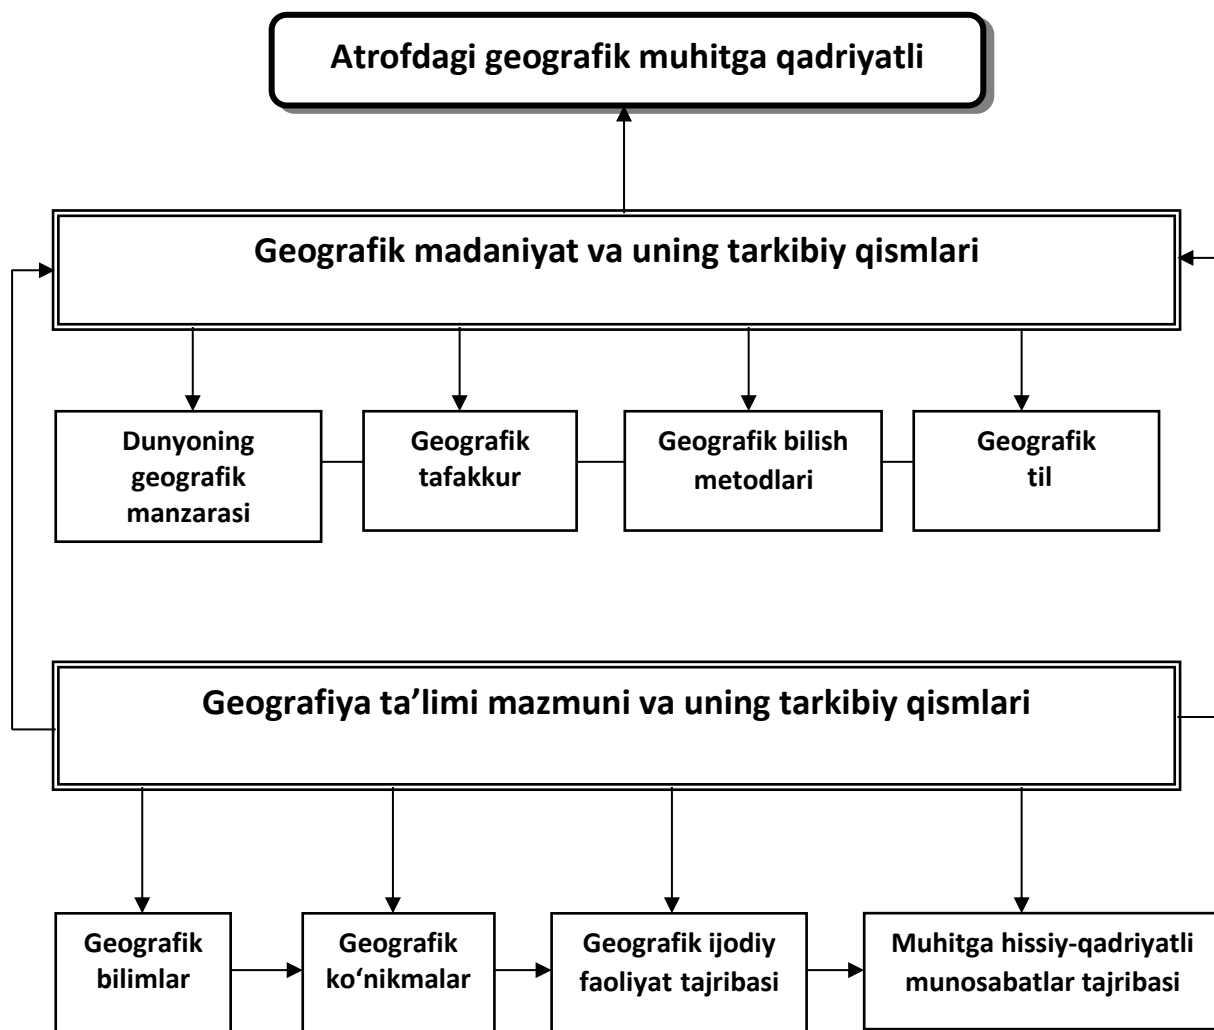 Atrofdagi geografik muhitga qadriyatli
Geografik madaniyat va uning tarkibiy qismlari
Dunyoning
geografik
manzarasi
Geografik
tafakkur
Geografik bilish
metodlari
Geografik
til
Geografiya ta’limi mazmuni va uning tarkibiy qismlari
Geografik
bilimlar
Geografik
ko‘nikmalar
Geografik ijodiy
faoliyat tajribasi
Muhitga hissiy-qadriyatli
munosabatlar tajribasi